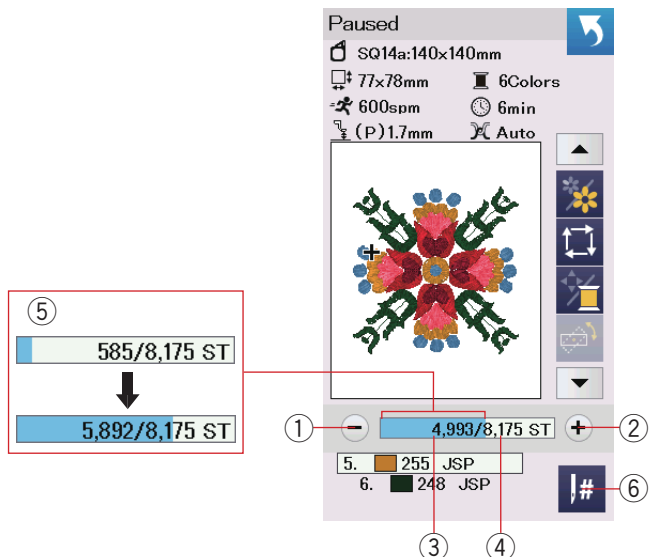 Paused
SQ14a:140x140mm
77x78mm 6Colors
600spm 6min
(P)1.7mm Auto
⑤
585/8,175 ST
5,892/8,175 ST
① − 4,993/8,175 ST + ②
5. 255 JSP
6. 248 JSP
# ⑥
③ ④